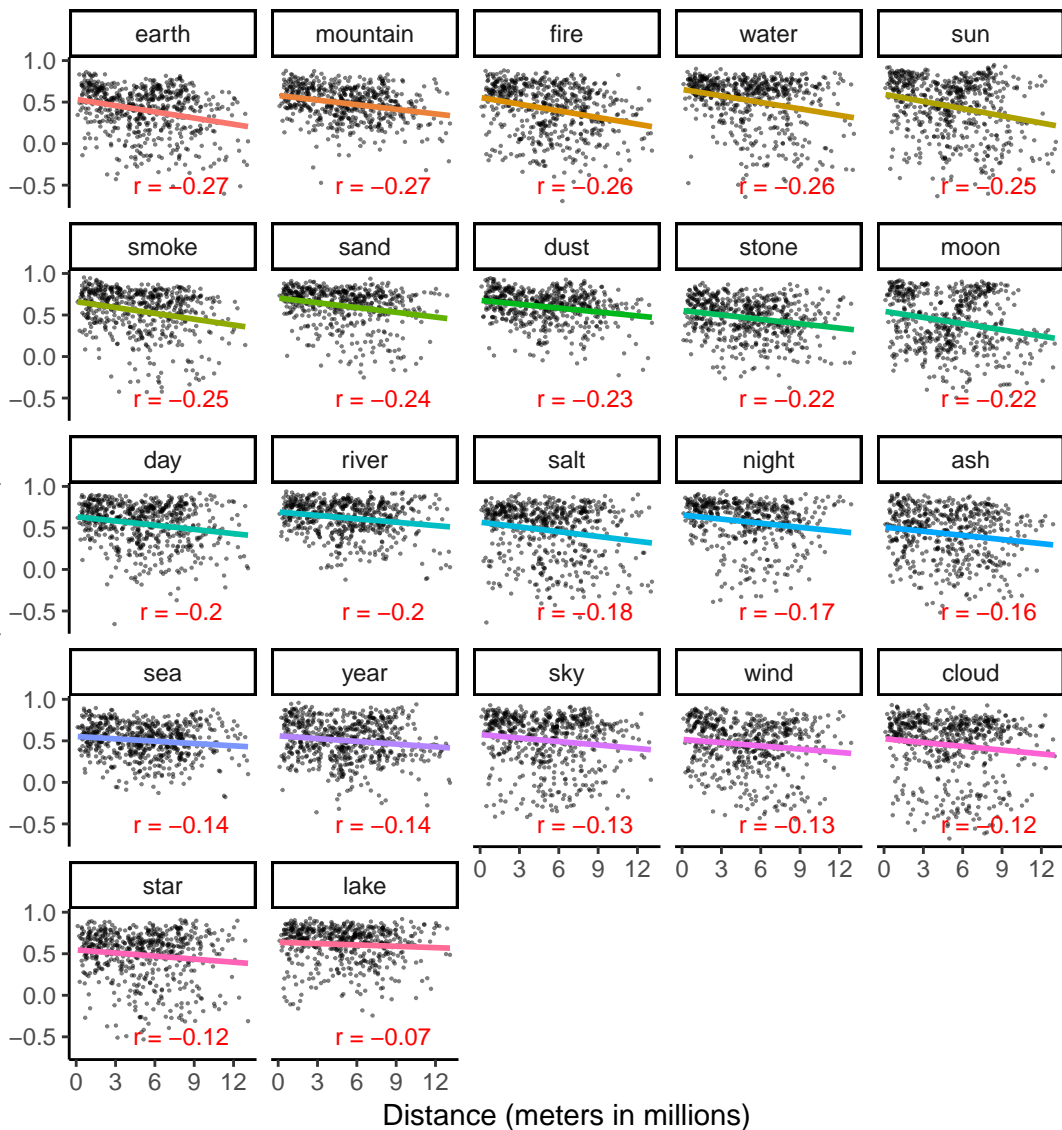 earth mountain fire water sun
1.0
0.5
0.0
−0.5
r = −0.27 r = −0.27 r = −0.26 r = −0.26 r = −0.25
smoke sand dust stone moon
1.0
0.5
0.0
−0.5
r = −0.25 r = −0.24 r = −0.23 r = −0.22 r = −0.22
day river salt night ash
1.0
0.5
0.0
−0.5
r = −0.2 r = −0.2 r = −0.18 r = −0.17 r = −0.16
sea year sky wind cloud
1.0
0.5
0.0
−0.5
r = −0.14 r = −0.14 r = −0.13 r = −0.13 r = −0.12
0 3 6 9 12 0 3 6 9 12 0 3 6 9 12
star lake
1.0
0.5
0.0
−0.5
r = −0.12 r = −0.07
0 3 6 9 12 0 3 6 9 12
Distance (meters in millions)